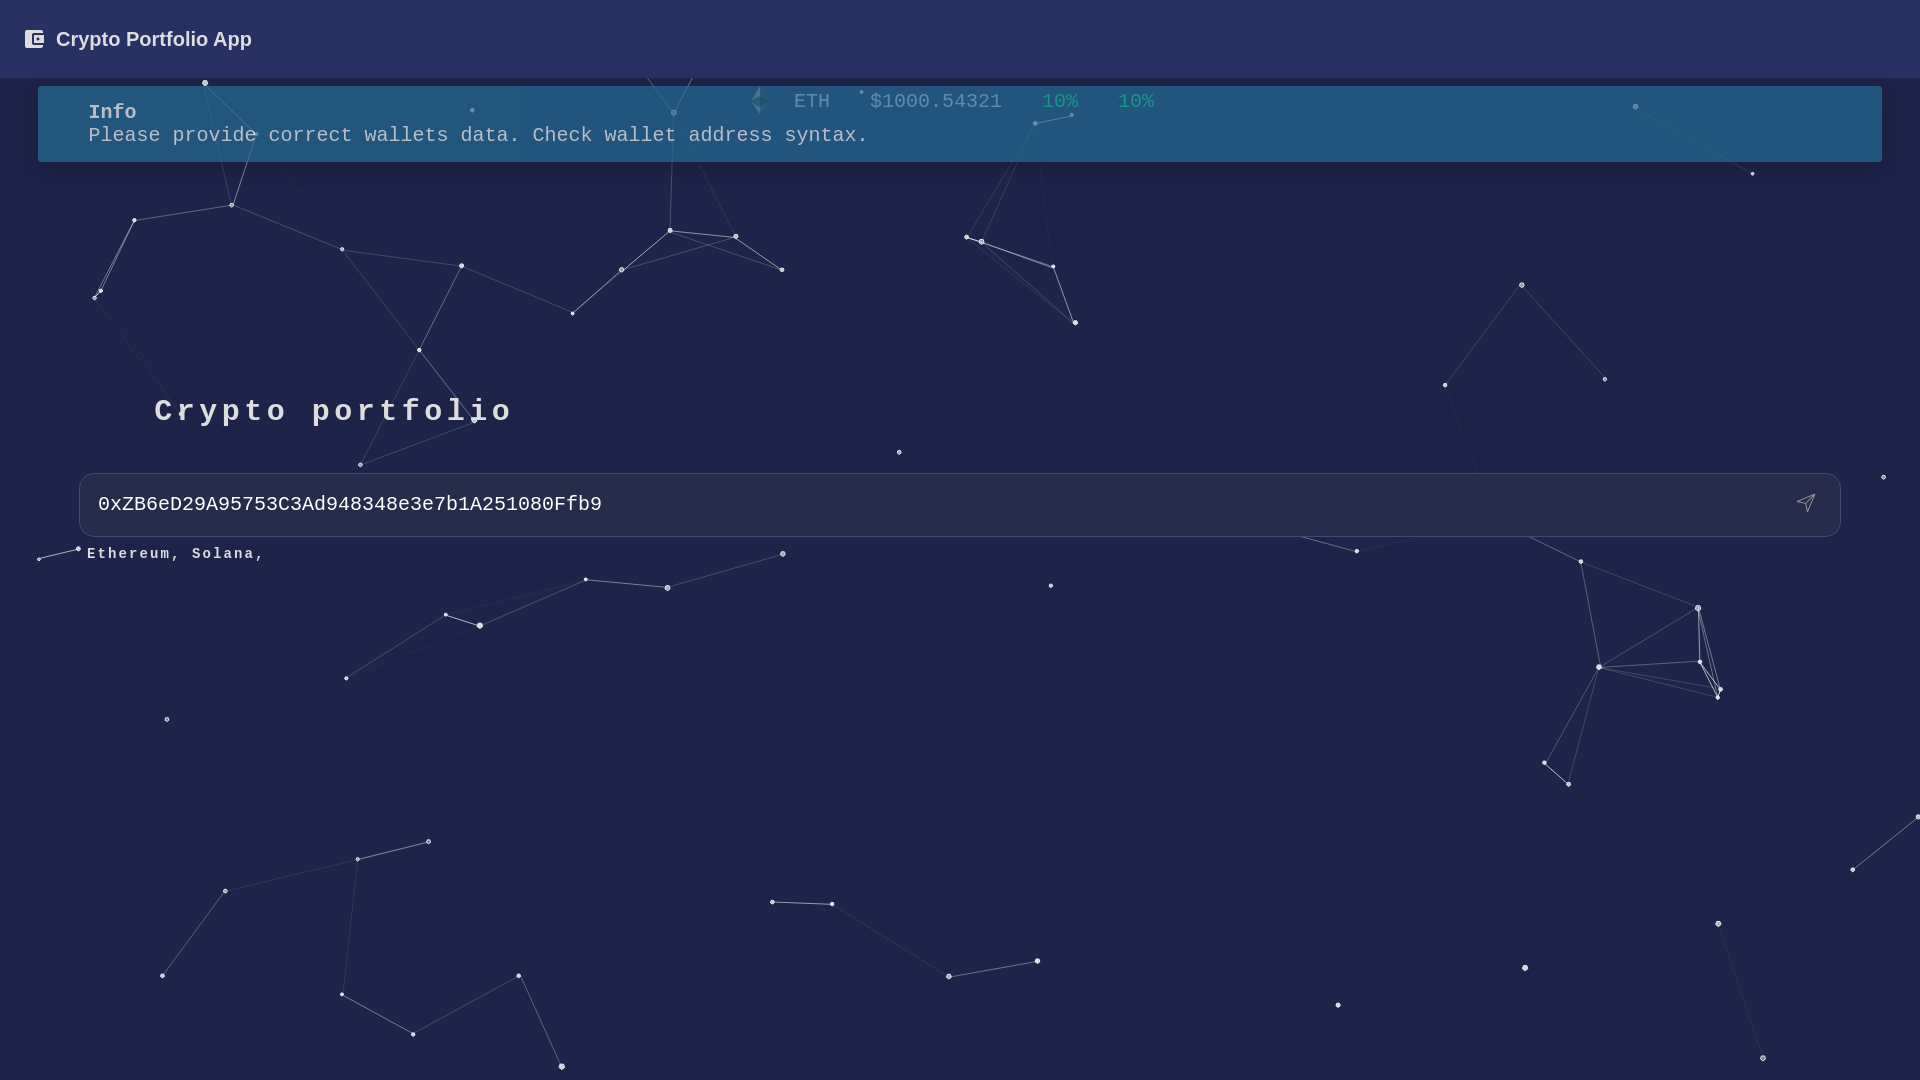 Crypto Portfolio App
ETH $1000.54321 10% 10%
Info
Please provide correct wallets data. Check wallet address syntax.
Crypto portfolio
0xZB6eD29A95753C3Ad948348e3e7b1A251080Ffb9
Ethereum, Solana,